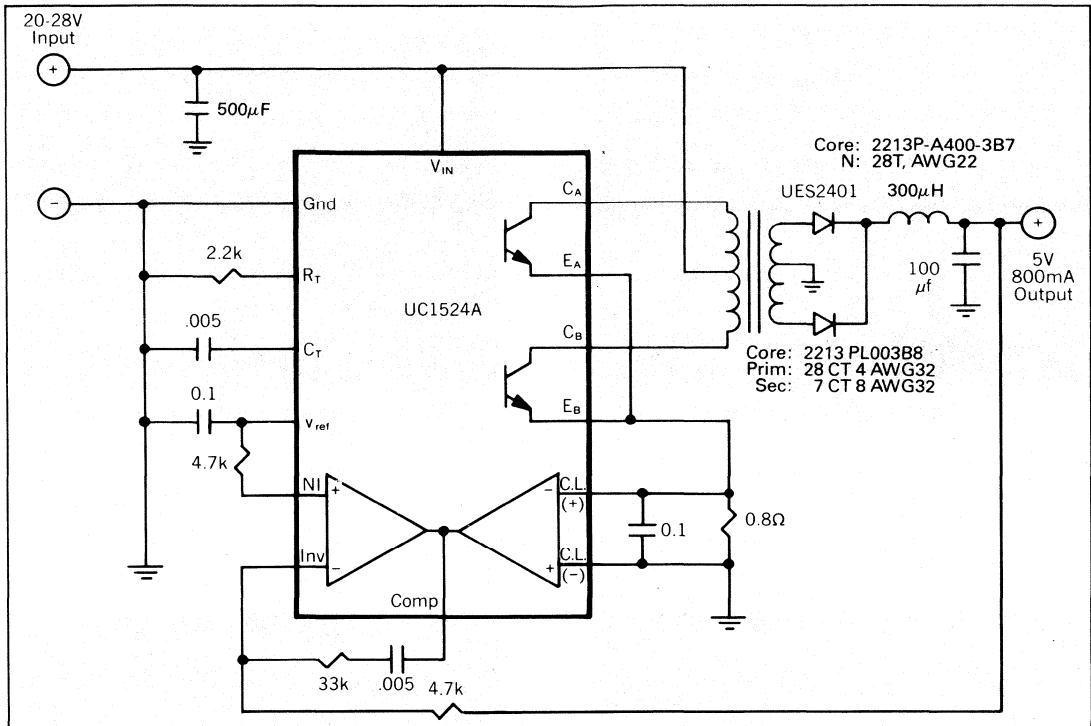 20-28V
Input
+
500μF
Core: 2213P-A400-3B7
N: 28T, AWG22
UES2401
300μH
V_IN
−
Gnd
C_A
+
2.2k
R_T
E_A
5V
800mA
Output
100
μf
UC1524A
.005
C_T
C_B
Core: 2213 PL003B8
Prim: 28 CT 4 AWG32
Sec: 7 CT 8 AWG32
0.1
V_ref
E_B
4.7k
NI
+
−
C.L.
(+)
0.1
0.8Ω
Inv
−
+
C.L.
(−)
Comp
33k
.005
4.7k